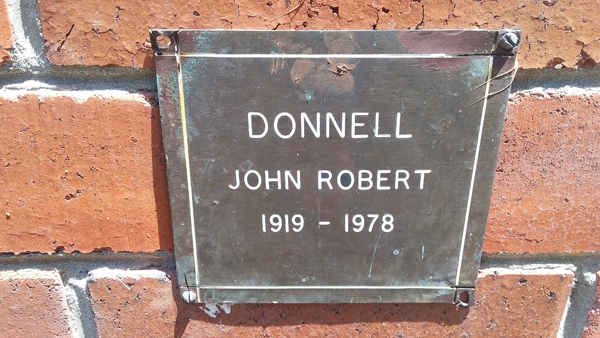 DONNELL
JOHN ROBERT
1919 - 1978